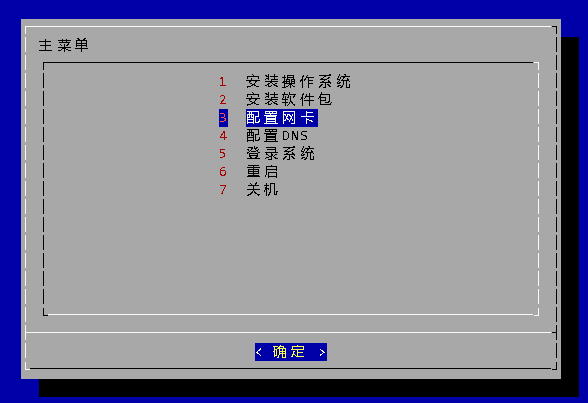 主菜单
1 安装操作系统
2 安装软件包
3 配置网卡
4 配置DNS
5 登录系统
6 重启
7 关机
< 确定 >